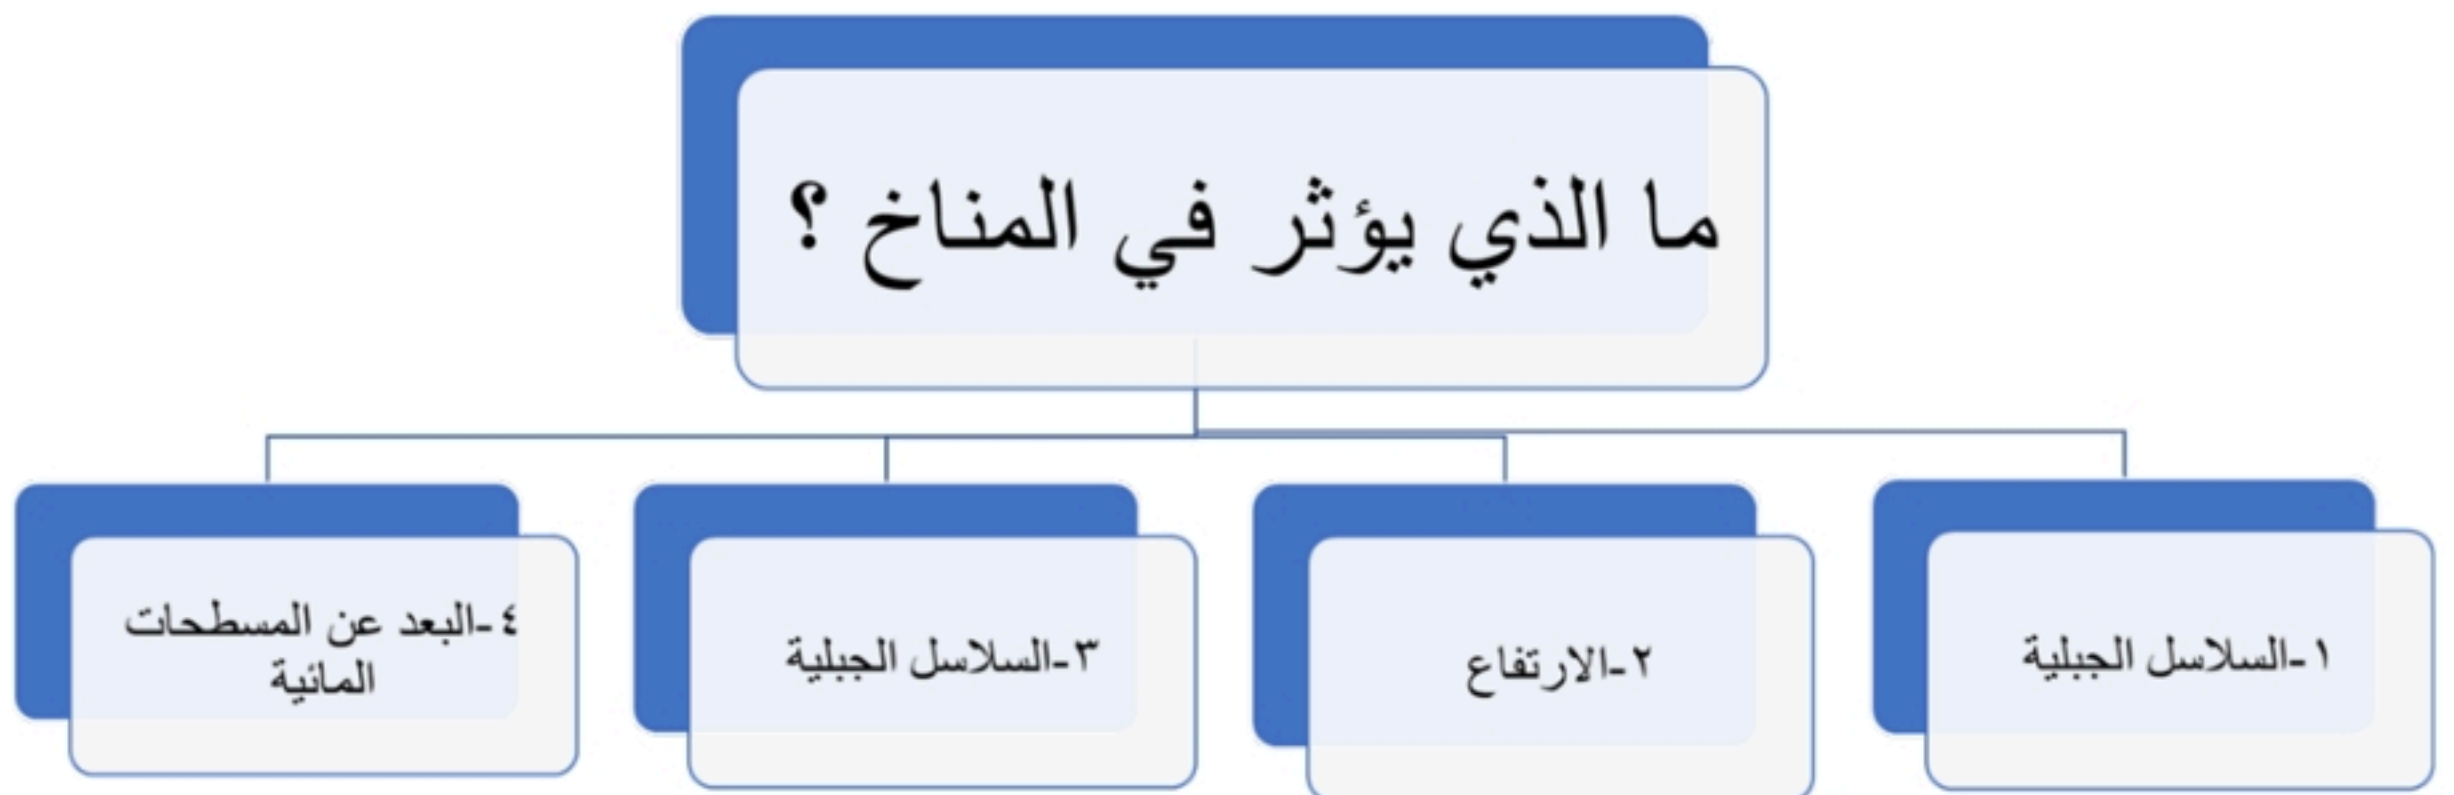 ما الذي يؤثر في المناخ ؟
١-السلاسل الجبلية
٢-الارتفاع
٣-السلاسل الجبلية
٤-البعد عن المسطحات
المائية